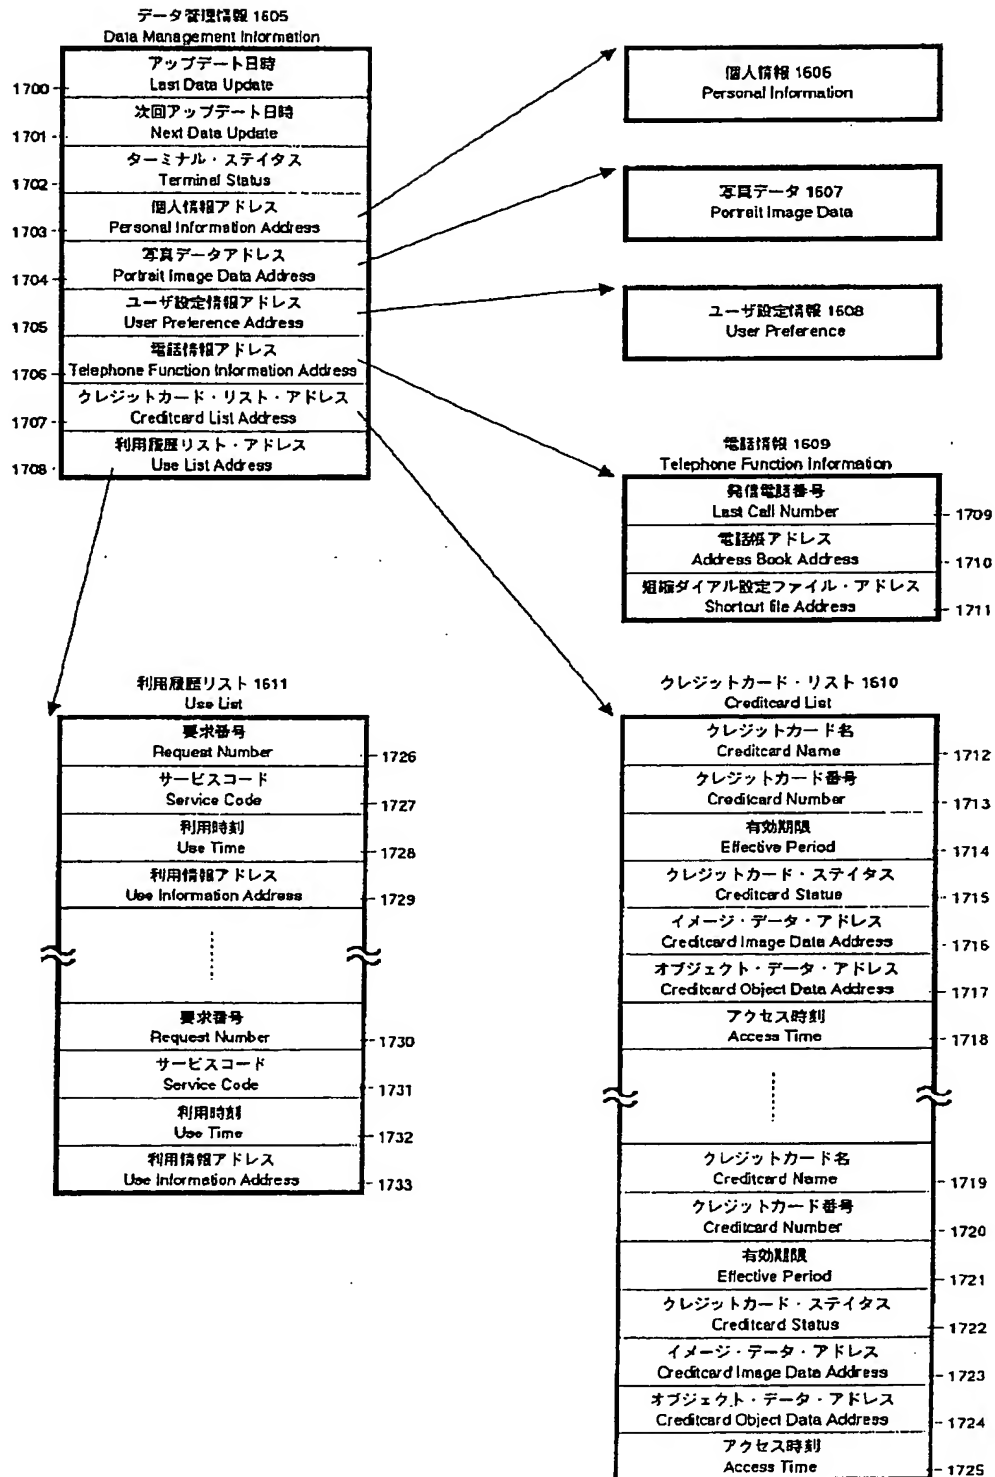 データ管理情報 1605
Data Management Information
アップデート日時
Last Data Update
1700
次回アップデート日時
Next Data Update
1701
ターミナル・ステイタス
Terminal Status
1702
個人情報アドレス
Personal Information Address
1703
写真データアドレス
Portrait Image Data Address
1704
ユーザ設定情報アドレス
User Preference Address
1705
電話情報アドレス
Telephone Function Information Address
1706
クレジットカード・リスト・アドレス
Creditcard List Address
1707
利用履歴リスト・アドレス
Use List Address
1708
個人情報 1606
Personal Information
写真データ 1607
Portrait Image Data
ユーザ設定情報 1608
User Preference
電話情報 1609
Telephone Function Information
発信電話番号
Last Call Number
1709
電話帳アドレス
Address Book Address
1710
短縮ダイアル設定ファイル・アドレス
Shortcut file Address
1711
利用履歴リスト 1611
Use List
要求番号
Request Number
1726
サービスコード
Service Code
1727
利用時刻
Use Time
1728
利用情報アドレス
Use Information Address
1729
要求番号
Request Number
1730
サービスコード
Service Code
1731
利用時刻
Use Time
1732
利用情報アドレス
Use Information Address
1733
クレジットカード・リスト 1610
Creditcard List
クレジットカード名
Creditcard Name
1712
クレジットカード番号
Creditcard Number
1713
有効期限
Effective Period
1714
クレジットカード・ステイタス
Creditcard Status
1715
イメージ・データ・アドレス
Creditcard Image Data Address
1716
オブジェクト・データ・アドレス
Creditcard Object Data Address
1717
アクセス時刻
Access Time
1718
クレジットカード名
Creditcard Name
1719
クレジットカード番号
Creditcard Number
1720
有効期限
Effective Period
1721
クレジットカード・ステイタス
Creditcard Status
1722
イメージ・データ・アドレス
Creditcard Image Data Address
1723
オブジェクト・データ・アドレス
Creditcard Object Data Address
1724
アクセス時刻
Access Time
1725